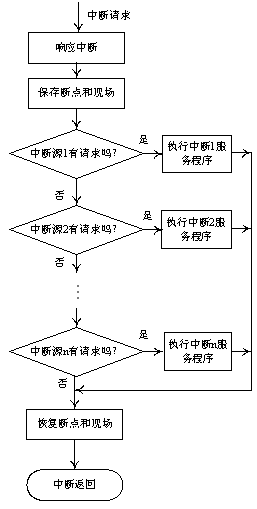 中断请求
响应中断
保存断点和现场
中断源1有请求吗?
是
执行中断1服
务程序
否
中断源2有请求吗?
是
执行中断2服
务程序
否
中断源n有请求吗?
是
执行中断n服
务程序
否
恢复断点和现场
中断返回